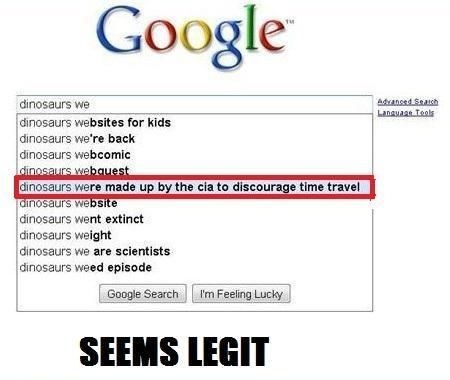 Google™
dinosaurs we
Advanced Search
Language Tools
dinosaurs websites for kids
dinosaurs we're back
dinosaurs webcomic
dinosaurs webquest
dinosaurs were made up by the cia to discourage time travel
dinosaurs website
dinosaurs went extinct
dinosaurs weight
dinosaurs we are scientists
dinosaurs weed episode
Google Search
I'm Feeling Lucky
SEEMS LEGIT